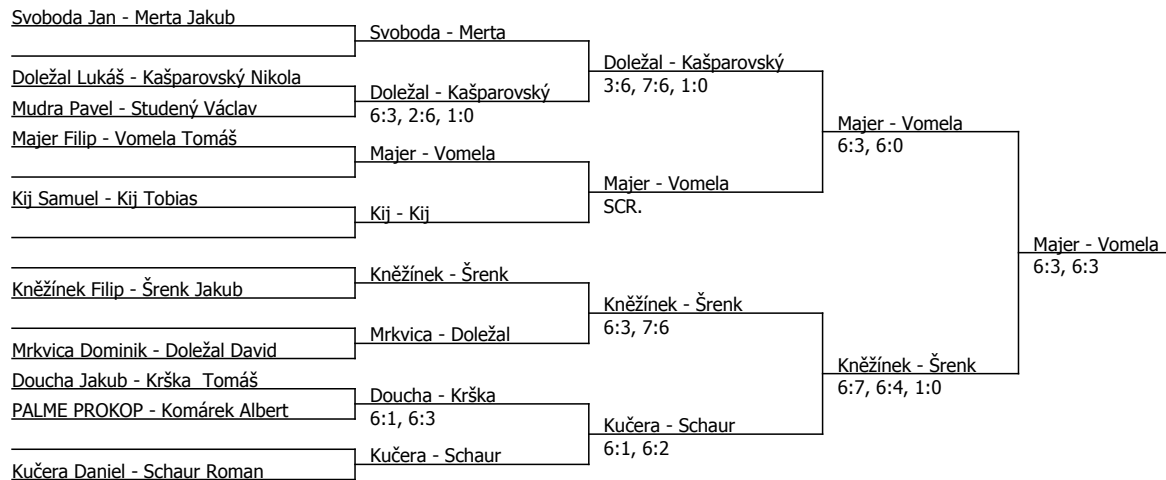 Svoboda Jan - Merta Jakub
Doležal Lukáš - Kašparovský Nikola
Mudra Pavel - Studený Václav
Majer Filip - Vomela Tomáš
Kij Samuel - Kij Tobias
Kněžínek Filip - Šrenk Jakub
Mrkvica Dominik - Doležal David
Doucha Jakub - Krška  Tomáš
PALME PROKOP - Komárek Albert
Kučera Daniel - Schaur Roman
Svoboda - Merta
Doležal - Kašparovský
6:3, 2:6, 1:0
Majer - Vomela
Kij - Kij
Kněžínek - Šrenk
Mrkvica - Doležal
Doucha - Krška
6:1, 6:3
Kučera - Schaur
Doležal - Kašparovský
3:6, 7:6, 1:0
Majer - Vomela
SCR.
Kněžínek - Šrenk
6:3, 7:6
Kučera - Schaur
6:1, 6:2
Majer - Vomela
6:3, 6:0
Kněžínek - Šrenk
6:7, 6:4, 1:0
Majer - Vomela
6:3, 6:3